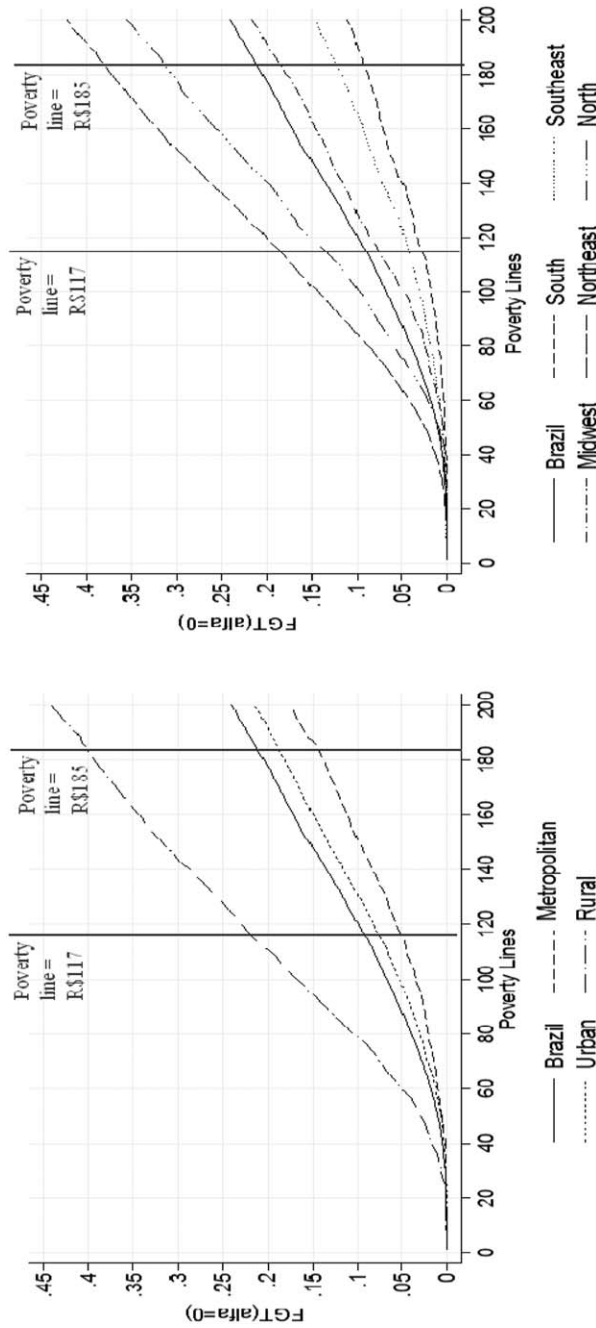 Poverty
line =
R$117
Poverty
line =
R$185
FGT(alfa=0)
.45
.4
.35
.3
.25
.2
.15
.1
.05
0
0 20 40 60 80 100 120 140 160 180 200
Poverty Lines
Brazil Metropolitan
Urban Rural
Poverty
line =
R$117
Poverty
line =
R$185
FGT(alfa=0)
.45
.4
.35
.3
.25
.2
.15
.1
.05
0
0 20 40 60 80 100 120 140 160 180 200
Poverty Lines
Brazil South Southeast
Midwest Northeast North